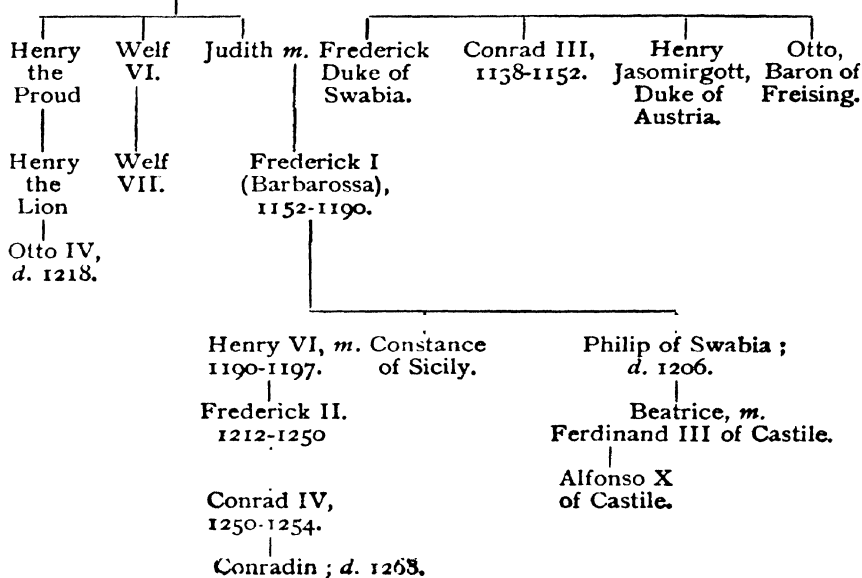 Henry the Proud
Welf VI.
Judith m. Frederick Duke of Swabia.
Conrad III, 1138-1152.
Henry Jasomirgott, Duke of Austria.
Otto, Baron of Freising.
Henry the Lion
Welf VII.
Frederick I (Barbarossa), 1152-1190.
Otto IV, d. 1218.
Henry VI, m. Constance of Sicily.
1190-1197.
Philip of Swabia ; d. 1206.
Frederick II. 1212-1250
Beatrice, m. Ferdinand III of Castile.
Alfonso X of Castile.
Conrad IV, 1250-1254.
Conradin ; d. 1268.